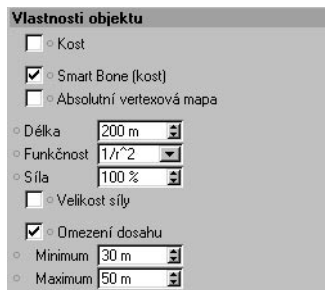 Vlastnosti objektu
Kost
Smart Bone (kost)
Absolutní vertexová mapa
Délka 200 m
Funkčnost 1/r^2
Síla 100 %
Velikost síly
Omezení dosahu
Minimum 30 m
Maximum 50 m